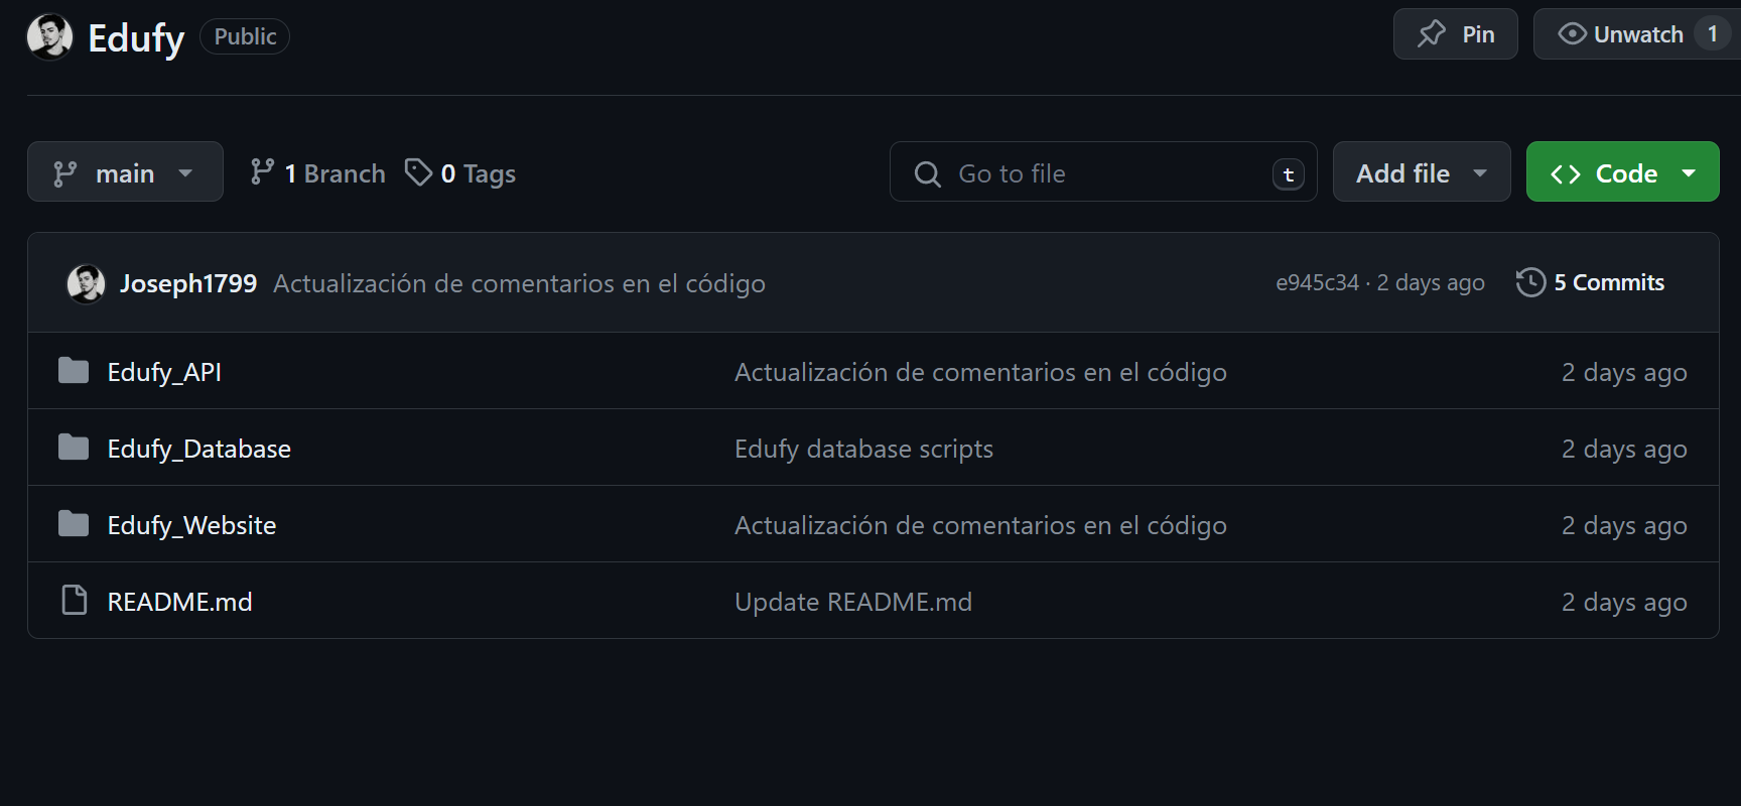 Edufy Public Pin Unwatch 1
main 1 Branch 0 Tags Go to file t Add file Code
Joseph1799 Actualización de comentarios en el código e945c34 · 2 days ago 5 Commits
Edufy_API Actualización de comentarios en el código 2 days ago
Edufy_Database Edufy database scripts 2 days ago
Edufy_Website Actualización de comentarios en el código 2 days ago
README.md Update README.md 2 days ago